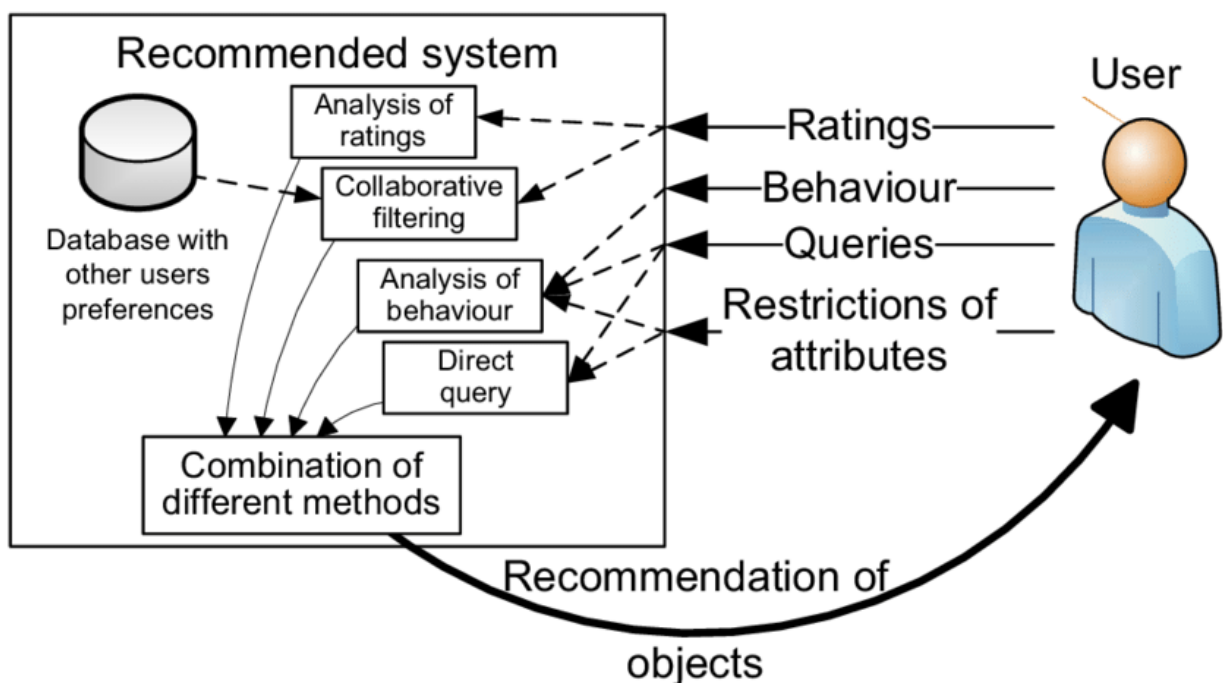 Recommended system
Analysis of
ratings
Collaborative
filtering
Database with
other users
preferences
Analysis of
behaviour
Direct
query
Combination of
different methods
User
Ratings
Behaviour
Queries
Restrictions of
attributes
Recommendation of
objects